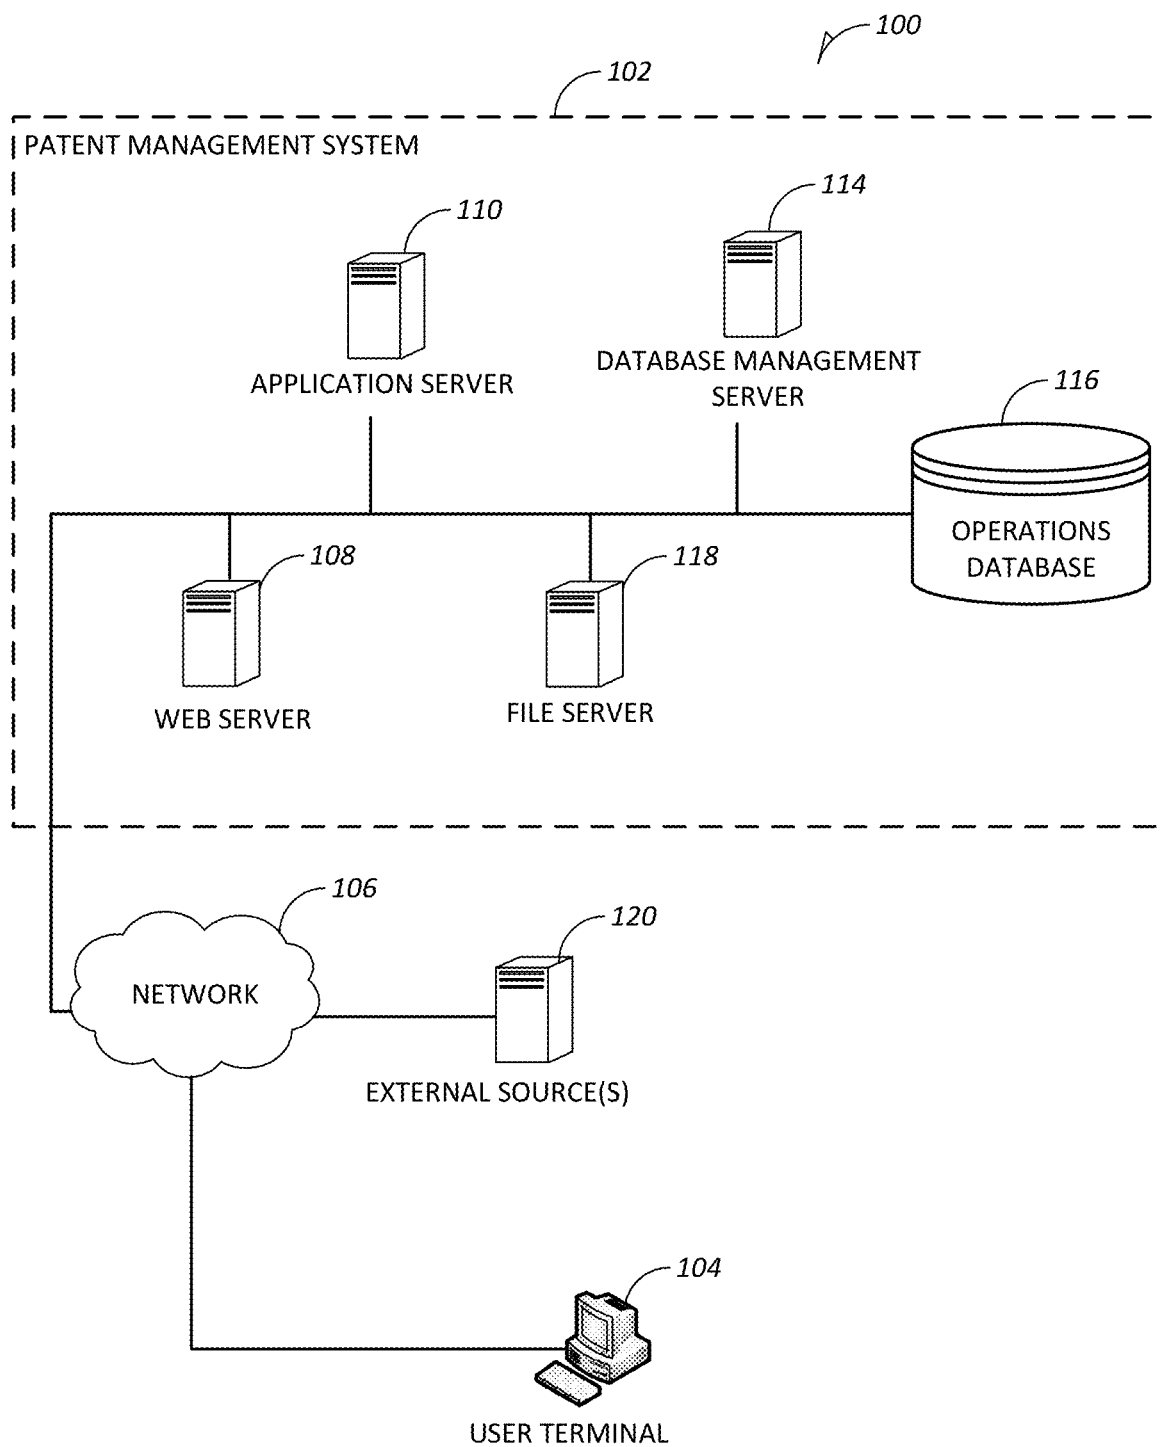 100
102
PATENT MANAGEMENT SYSTEM
110
114
APPLICATION SERVER
DATABASE MANAGEMENT
SERVER
116
OPERATIONS
DATABASE
108
118
WEB SERVER
FILE SERVER
106
120
NETWORK
EXTERNAL SOURCE(S)
104
USER TERMINAL